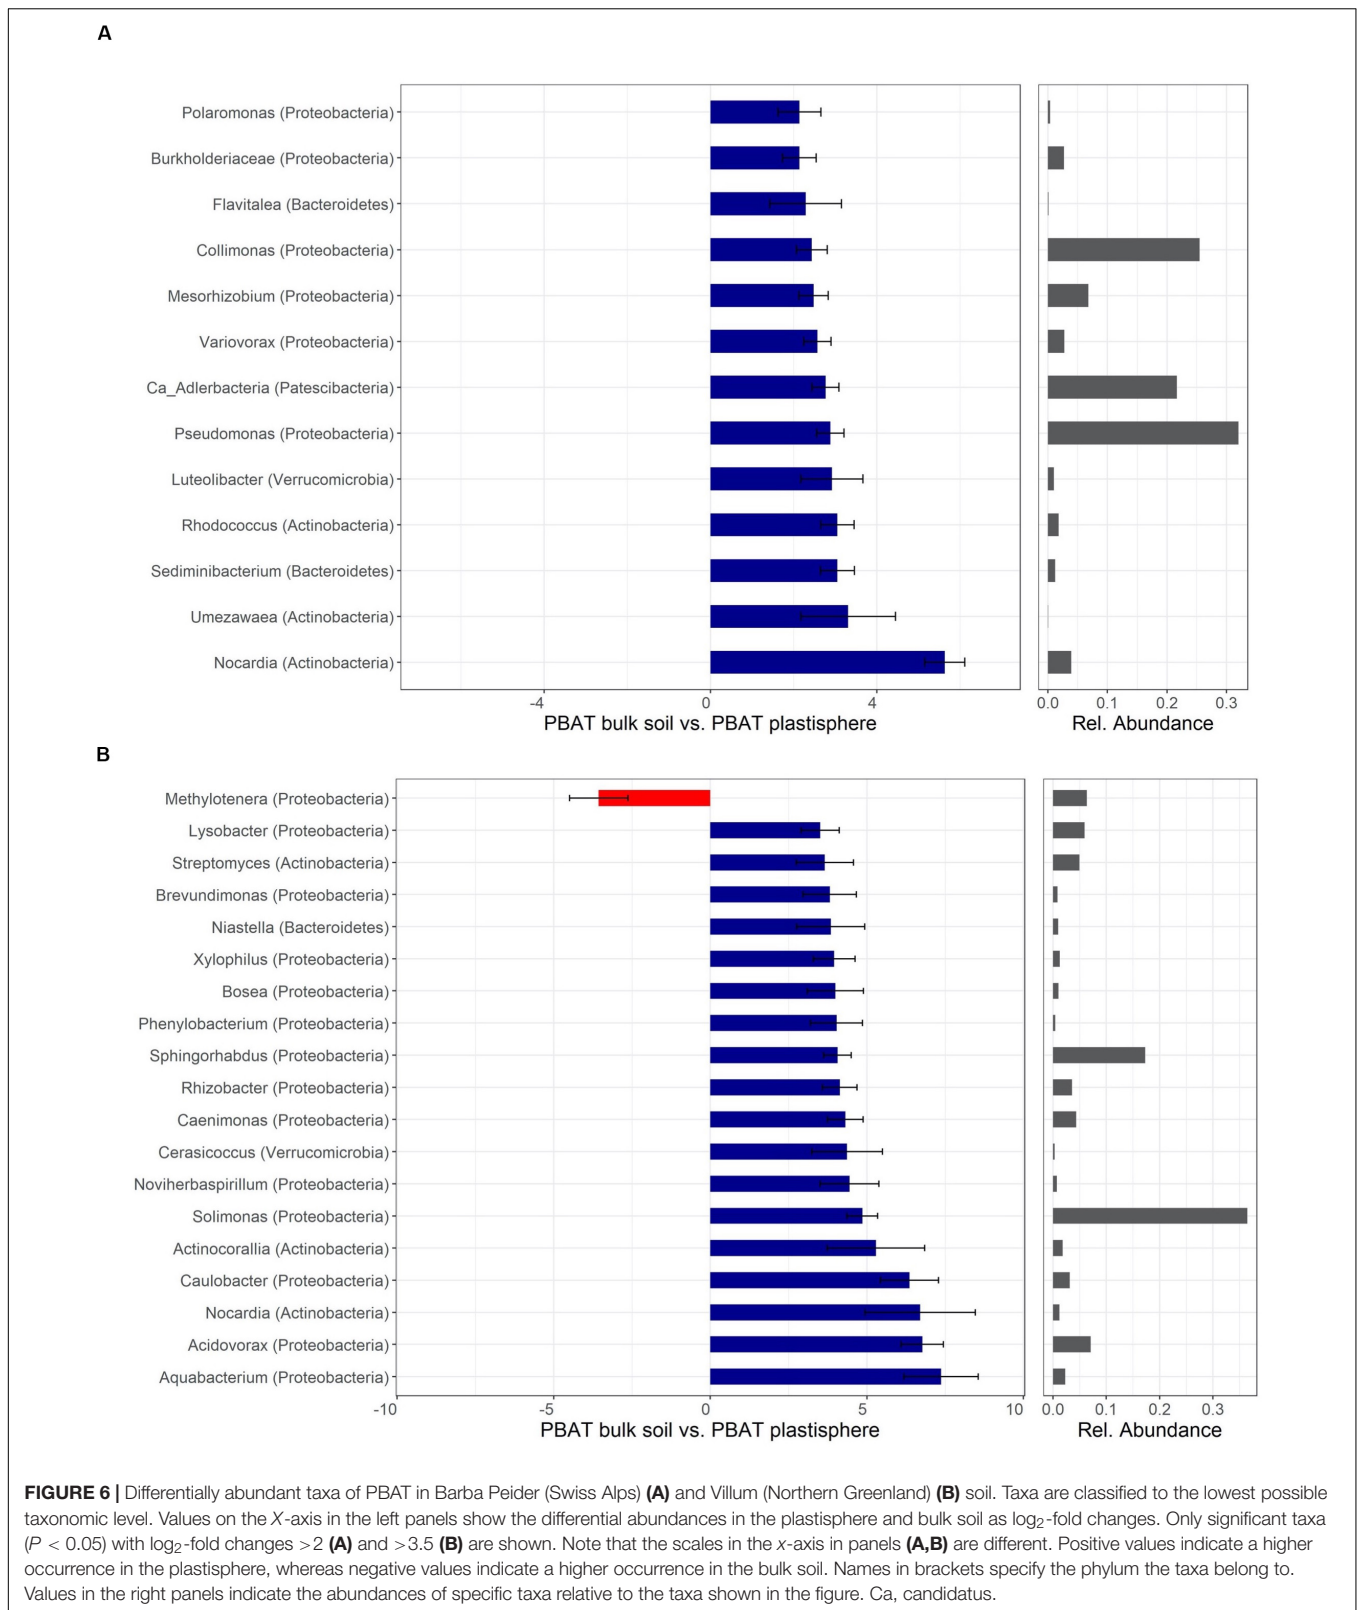 A
Polaromonas (Proteobacteria)
Burkholderiaceae (Proteobacteria)
Flavitalea (Bacteroidetes)
Collimonas (Proteobacteria)
Mesorhizobium (Proteobacteria)
Variovorax (Proteobacteria)
Ca_Adlerbacteria (Patescibacteria)
Pseudomonas (Proteobacteria)
Luteolibacter (Verrucomicrobia)
Rhodococcus (Actinobacteria)
Sediminibacterium (Bacteroidetes)
Umezawaea (Actinobacteria)
Nocardia (Actinobacteria)
-4 0 4 0.0 0.1 0.2 0.3
PBAT bulk soil vs. PBAT plastisphere Rel. Abundance
B
Methylotenera (Proteobacteria)
Lysobacter (Proteobacteria)
Streptomyces (Actinobacteria)
Brevundimonas (Proteobacteria)
Niastella (Bacteroidetes)
Xylophilus (Proteobacteria)
Bosea (Proteobacteria)
Phenylobacterium (Proteobacteria)
Sphingorhabdus (Proteobacteria)
Rhizobacter (Proteobacteria)
Caenimonas (Proteobacteria)
Cerasicoccus (Verrucomicrobia)
Noviherbaspirillum (Proteobacteria)
Solimonas (Proteobacteria)
Actinocorallia (Actinobacteria)
Caulobacter (Proteobacteria)
Nocardia (Actinobacteria)
Acidovorax (Proteobacteria)
Aquabacterium (Proteobacteria)
-10 -5 0 5 10 0.0 0.1 0.2 0.3
PBAT bulk soil vs. PBAT plastisphere Rel. Abundance
FIGURE 6 | Differentially abundant taxa of PBAT in Barba Peider (Swiss Alps) (A) and Villum (Northern Greenland) (B) soil. Taxa are classified to the lowest possible
taxonomic level. Values on the X-axis in the left panels show the differential abundances in the plastisphere and bulk soil as log₂-fold changes. Only significant taxa
(P < 0.05) with log₂-fold changes >2 (A) and >3.5 (B) are shown. Note that the scales in the x-axis in panels (A,B) are different. Positive values indicate a higher
occurrence in the plastisphere, whereas negative values indicate a higher occurrence in the bulk soil. Names in brackets specify the phylum the taxa belong to.
Values in the right panels indicate the abundances of specific taxa relative to the taxa shown in the figure. Ca, candidatus.